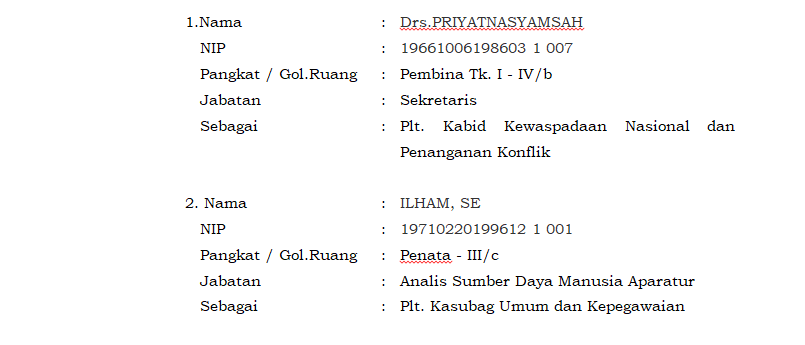 1.Nama : Drs.PRIYATNASYAMSAH
NIP : 19661006198603 1 007
Pangkat / Gol.Ruang : Pembina Tk. I - IV/b
Jabatan : Sekretaris
Sebagai : Plt. Kabid Kewaspadaan Nasional dan
Penanganan Konflik
2. Nama : ILHAM, SE
NIP : 19710220199612 1 001
Pangkat / Gol.Ruang : Penata - III/c
Jabatan : Analis Sumber Daya Manusia Aparatur
Sebagai : Plt. Kasubag Umum dan Kepegawaian